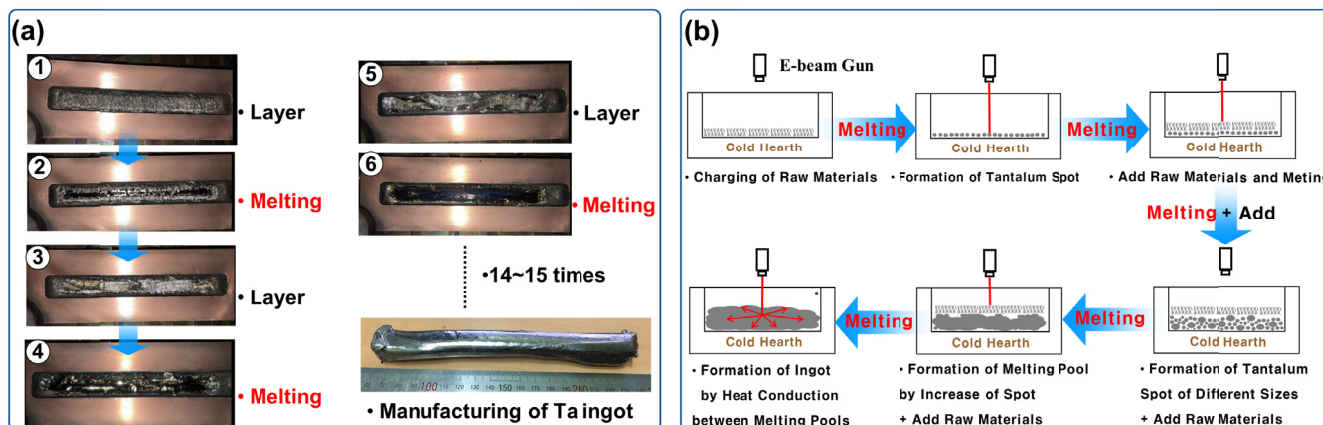 (a)
1
• Layer
2
• Melting
3
• Layer
4
• Melting
5
• Layer
6
• Melting
•14~15 times
100
150
• Manufacturing of Ta ingot
(b)
E-beam Gun
Cold Hearth
• Charging of Raw Materials
Melting
Cold Hearth
• Formation of Tantalum Spot
Melting
Cold Hearth
• Add Raw Materials and Meting
Melting + Add
Cold Hearth
• Formation of Tantalum
Spot of Different Sizes
+ Add Raw Materials
Melting
Cold Hearth
• Formation of Melting Pool
by Increase of Spot
+ Add Raw Materials
Melting
Cold Hearth
• Formation of Ingot
by Heat Conduction
between Melting Pools